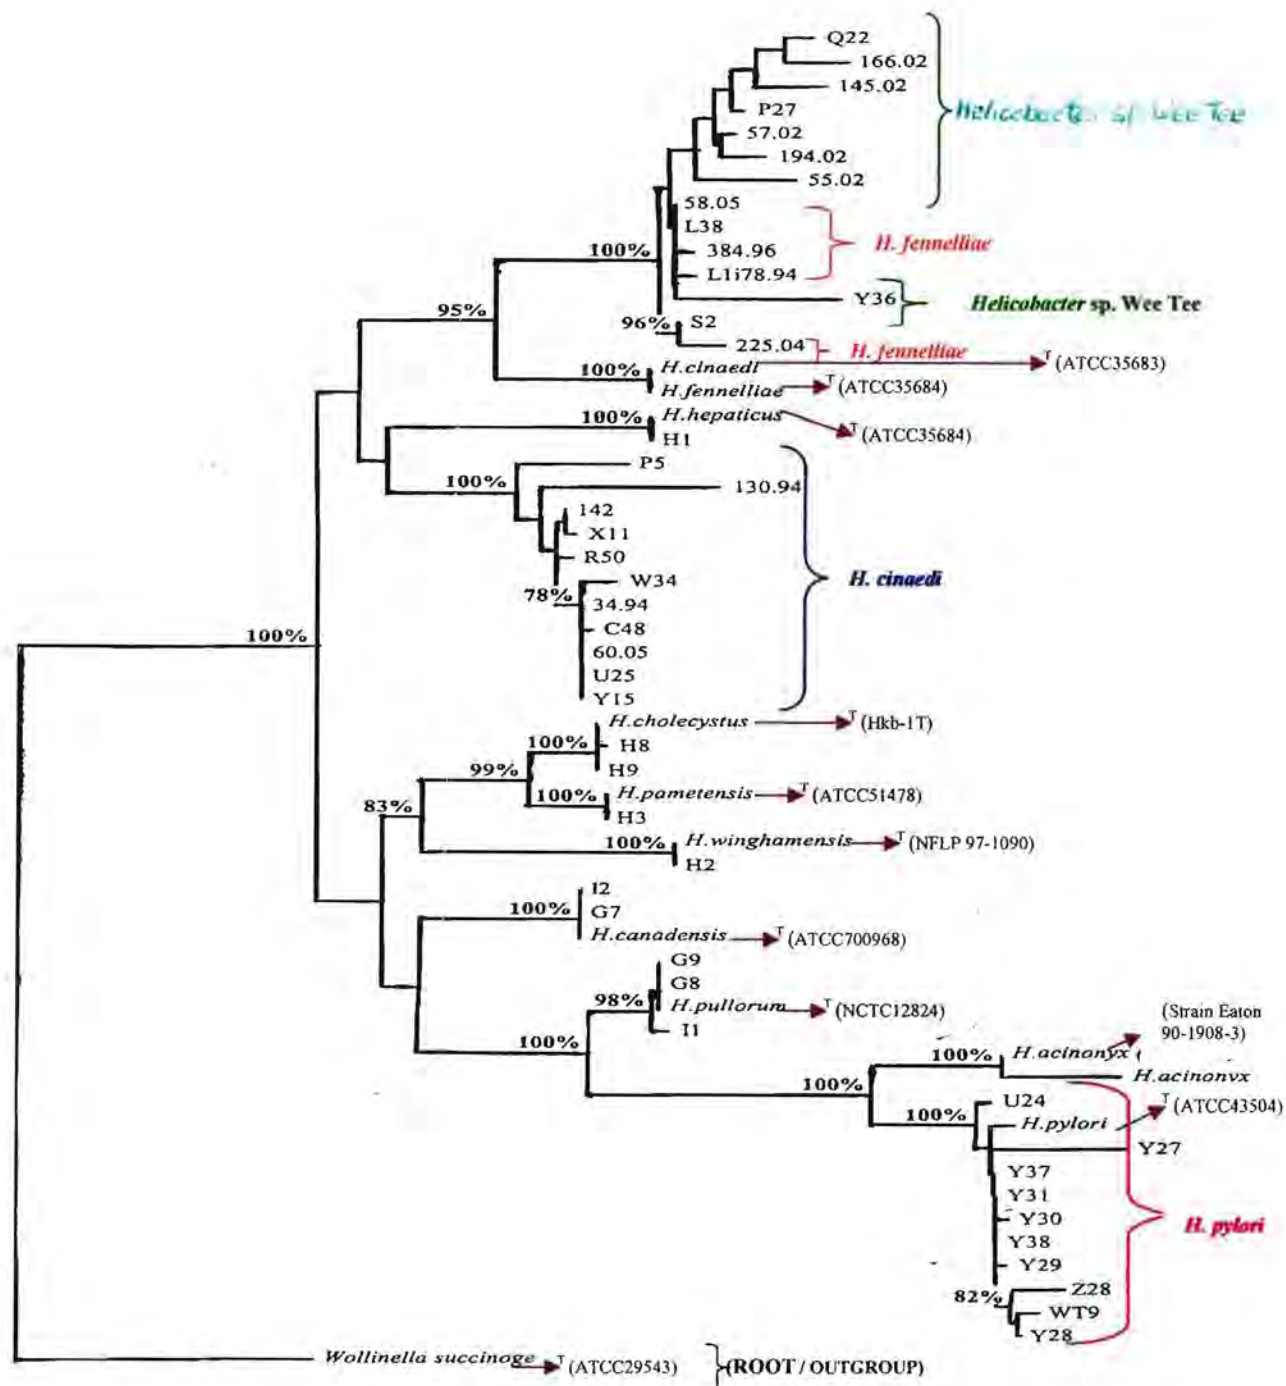 Q22
166.02
145.02
Helicobacter sp. Wee Tee
P27
57.02
194.02
55.02
58.05
L38
H. fennelliae
384.96
100%
L1i78.94
Y36
Helicobacter sp. Wee Tee
95%
96%
S2
225.04
H. fennelliae
100%
H.cinaedi
T (ATCC35683)
H.fennelliae
T (ATCC35684)
100%
H.hepaticus
T (ATCC35684)
H1
P5
100%
130.94
142
X11
R50
H. cinaedi
W34
78%
34.94
C48
100%
60.05
U25
Y15
H.cholecystus
T (Hkb-1T)
100%
H8
99%
H9
100%
H.pametensis
T (ATCC51478)
83%
H3
100%
H.winghamensis
T (NFLP 97-1090)
H2
I2
100%
G7
H.canadensis
T (ATCC700968)
G9
G8
98%
H.pullorum
T (NCTC12824)
(Strain Eaton
90-1908-3)
I1
100%
100%
H.acinonyx (
H.acinonvx
100%
100%
U24
T (ATCC43504)
H.pylori
Y27
Y37
Y31
Y30
H. pylori
Y38
Y29
82%
Z28
WT9
Y28
Wollinella succinoge
T (ATCC29543)
(ROOT / OUTGROUP)